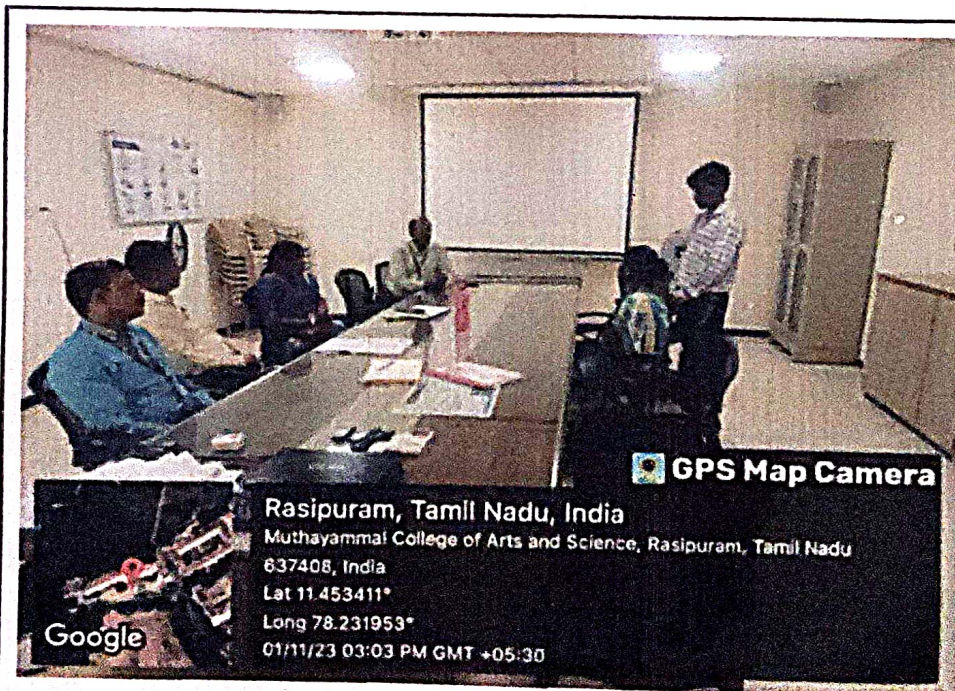 GPS Map Camera
Rasipuram, Tamil Nadu, India
Muthayammal College of Arts and Science, Rasipuram, Tamil Nadu
637408, India
Lat 11.453411°
Long 78.231953°
01/11/23 03:03 PM GMT +05:30
Google